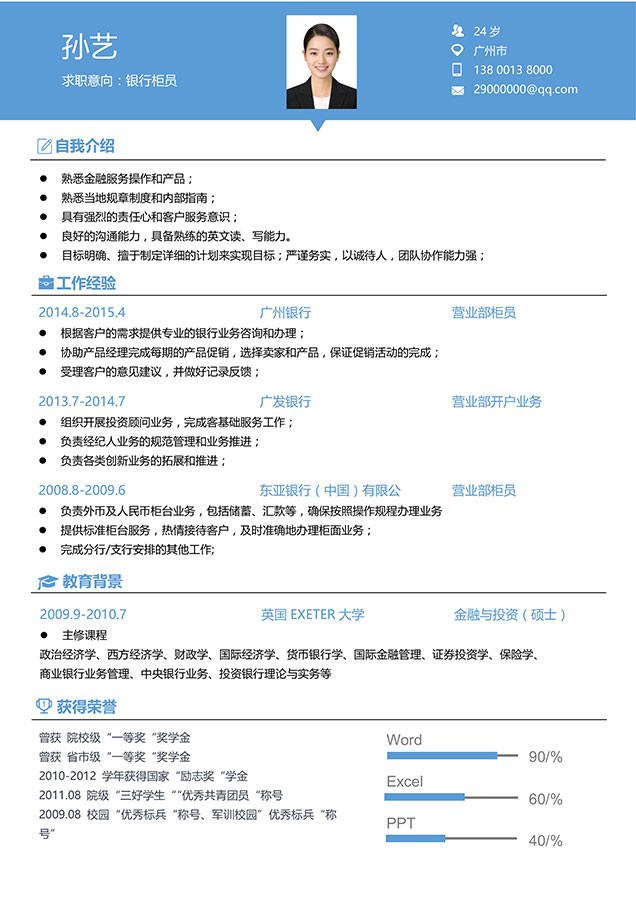 孙艺
求职意向：银行柜员
24 岁
广州市
138 0013 8000
29000000@qq.com
自我介绍
● 熟悉金融服务操作和产品；
● 熟悉当地规章制度和内部指南；
● 具有强烈的责任心和客户服务意识；
● 良好的沟通能力，具备熟练的英文读、写能力。
● 目标明确、擅于制定详细的计划来实现目标；严谨务实，以诚待人，团队协作能力强；
工作经验
2014.8-2015.4 广州银行 营业部柜员
● 根据客户的需求提供专业的银行业务咨询和办理；
● 协助产品经理完成每期的产品促销，选择卖家和产品，保证促销活动的完成；
● 受理客户的意见建议，并做好记录反馈；
2013.7-2014.7 广发银行 营业部开户业务
● 组织开展投资顾问业务，完成客基础服务工作；
● 负责经纪人业务的规范管理和业务推进；
● 负责各类创新业务的拓展和推进；
2008.8-2009.6 东亚银行（中国）有限公 营业部柜员
● 负责外币及人民币柜台业务，包括储蓄、汇款等，确保按照操作规程办理业务
● 提供标准柜台服务，热情接待客户，及时准确地办理柜面业务；
● 完成分行/支行安排的其他工作;
教育背景
2009.9-2010.7 英国 EXETER 大学 金融与投资（硕士）
● 主修课程
政治经济学、西方经济学、财政学、国际经济学、货币银行学、国际金融管理、证券投资学、保险学、
商业银行业务管理、中央银行业务、投资银行理论与实务等
获得荣誉
曾获 院校级“一等奖“奖学金
曾获 省市级“一等奖“奖学金
2010-2012 学年获得国家“励志奖“学金
2011.08 院级“三好学生““优秀共青团员“称号
2009.08 校园“优秀标兵“称号、军训校园”优秀标兵“称
号”
Word
90/%
Excel
60/%
PPT
40/%